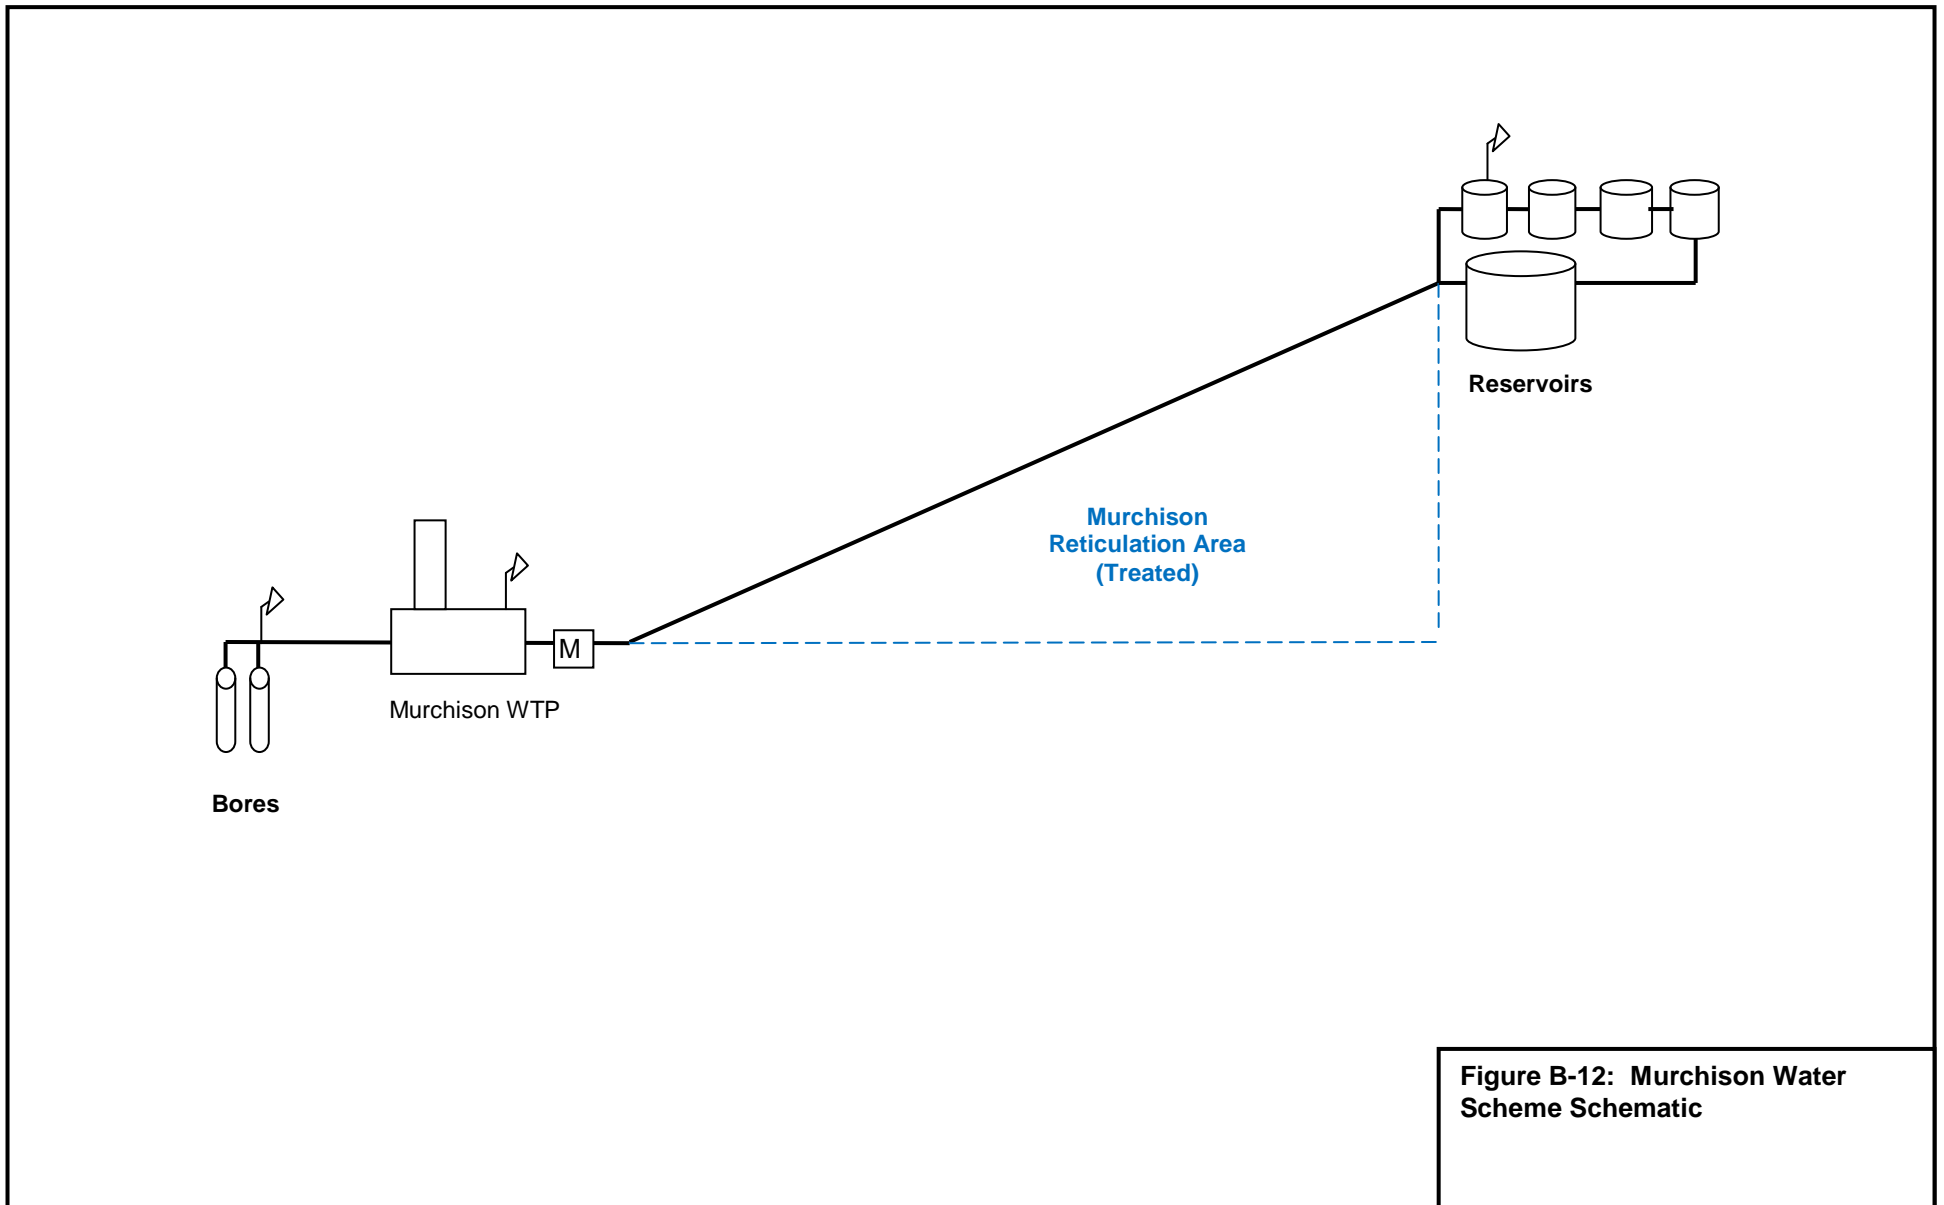 Reservoirs
Murchison
Reticulation Area
(Treated)
M
Murchison WTP
Bores
Figure B-12:  Murchison Water
Scheme Schematic